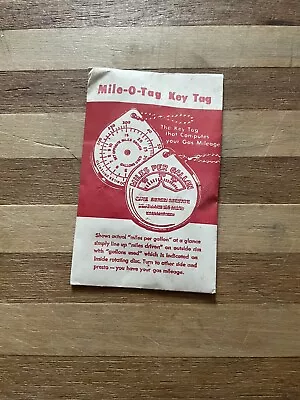 Mile-O-Tag Key Tag
The Key Tag
that Computes
your Gas Mileage
MILES PER GALLON
Shows actual "miles per gallon" at a glance
simply line up "miles driven" on outside rim
with "gallons used" which is indicated on
inside rotating disc. Turn to other side and
presto — you have your gas mileage.